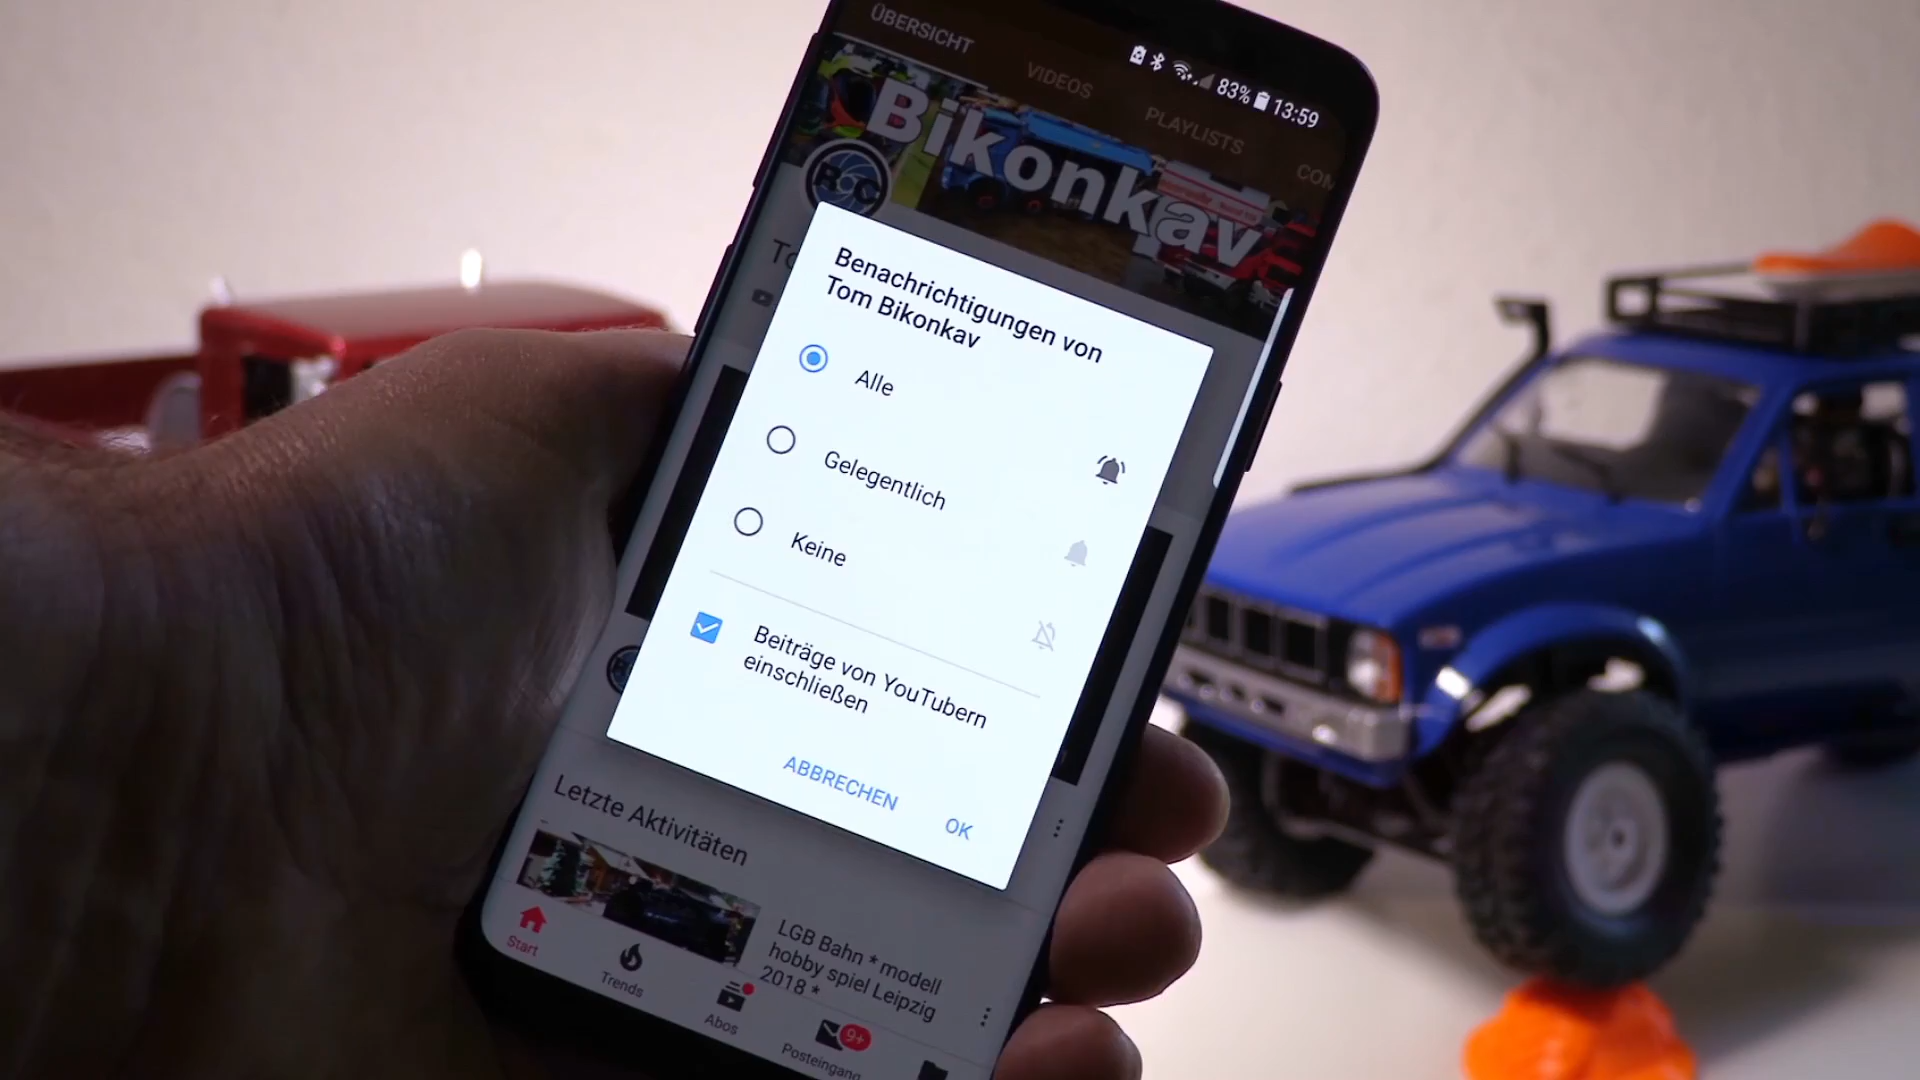 ÜBERSICHT
VIDEOS
PLAYLISTS
83% 13:59
Bikonkav
RC
Benachrichtigungen von
Tom Bikonkav
Alle
Gelegentlich
Keine
Beiträge von YouTubern
einschließen
ABBRECHEN
OK
Letzte Aktivitäten
LGB Bahn * modell
hobby spiel Leipzig
2018 *
Start
Trends
Abos
9+
Posteingang